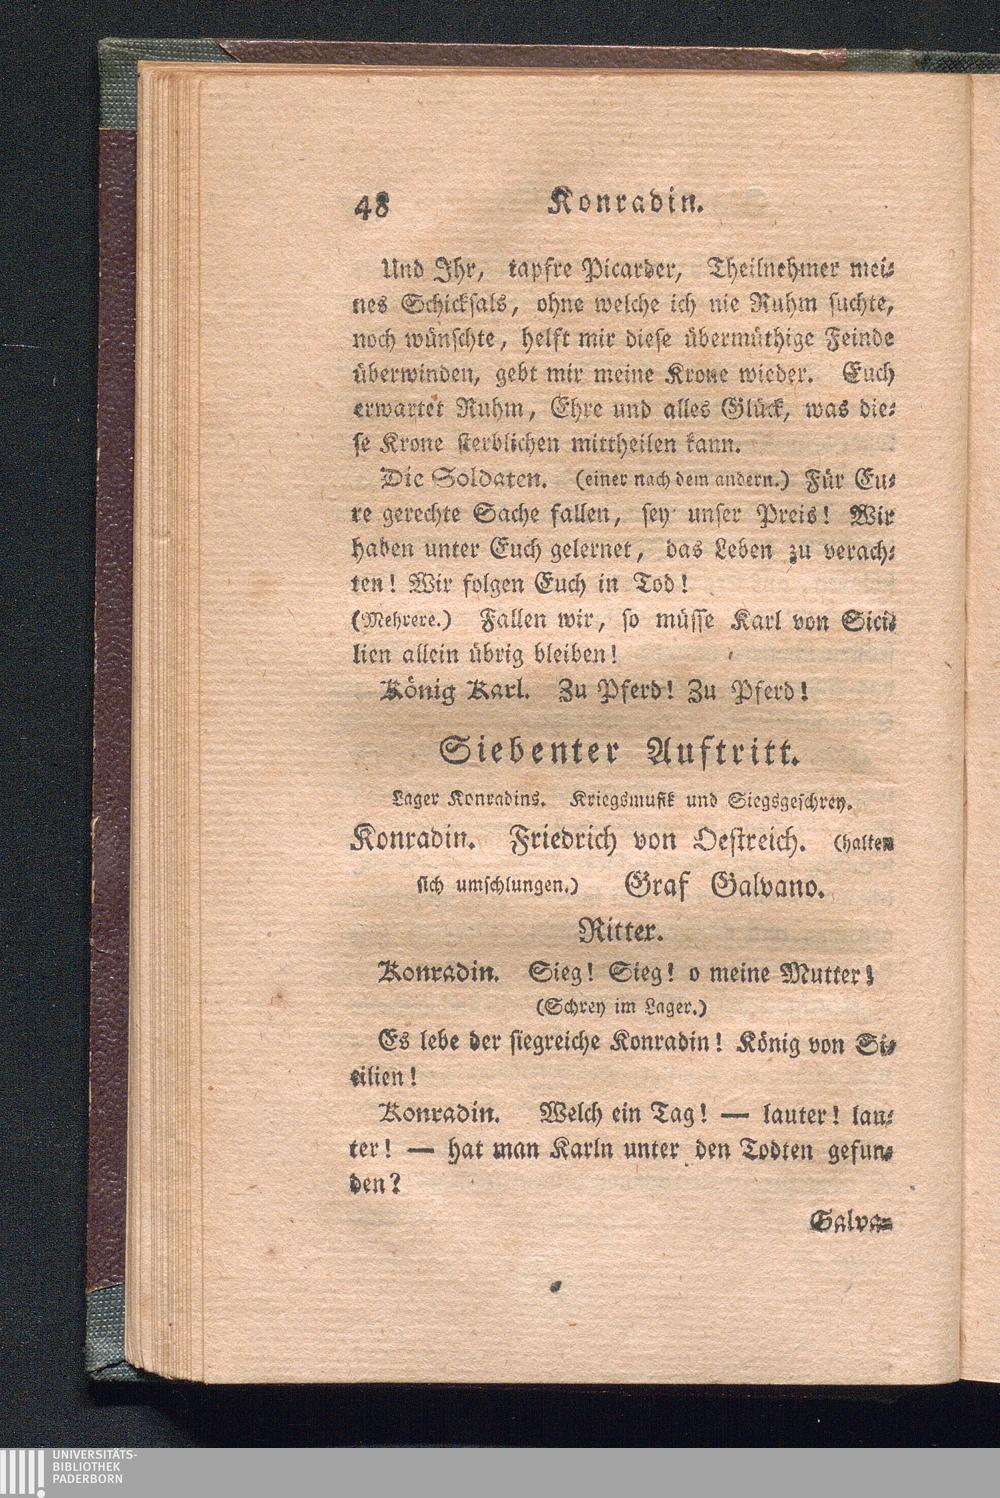 48 Konradin.
Und Ihr, tapfre Picarder, Theilnehmer mei-
nes Schicksals, ohne welche ich nie Ruhm suchte,
noch wünschte, helft mir diese übermüthige Feinde
überwinden, gebt mir meine Krone wieder. Euch
erwartet Ruhm, Ehre und alles Glück, was die-
se Krone sterblichen mittheilen kann.
Die Soldaten. (einer nach dem andern.) Für Eu-
re gerechte Sache fallen, sey unser Preis! Wir
haben unter Euch gelernet, das Leben zu verach-
ten! Wir folgen Euch in Tod!
(Mehrere.) Fallen wir, so müsse Karl von Sici-
lien allein übrig bleiben!
König Karl. Zu Pferd! Zu Pferd!
Siebenter Auftritt.
Lager Konradins. Kriegsmusik und Siegsgeschrey.
Konradin. Friedrich von Oestreich. (halten
sich umschlungen.) Graf Galvano.
Ritter.
Konradin. Sieg! Sieg! o meine Mutter!
(Schrey im Lager.)
Es lebe der siegreiche Konradin! König von Si-
cilien!
Konradin. Welch ein Tag! — lauter! lau-
ter! — hat man Karln unter den Todten gefun-
den?
Galva-
UNIVERSITÄTS-
BIBLIOTHEK
PADERBORN